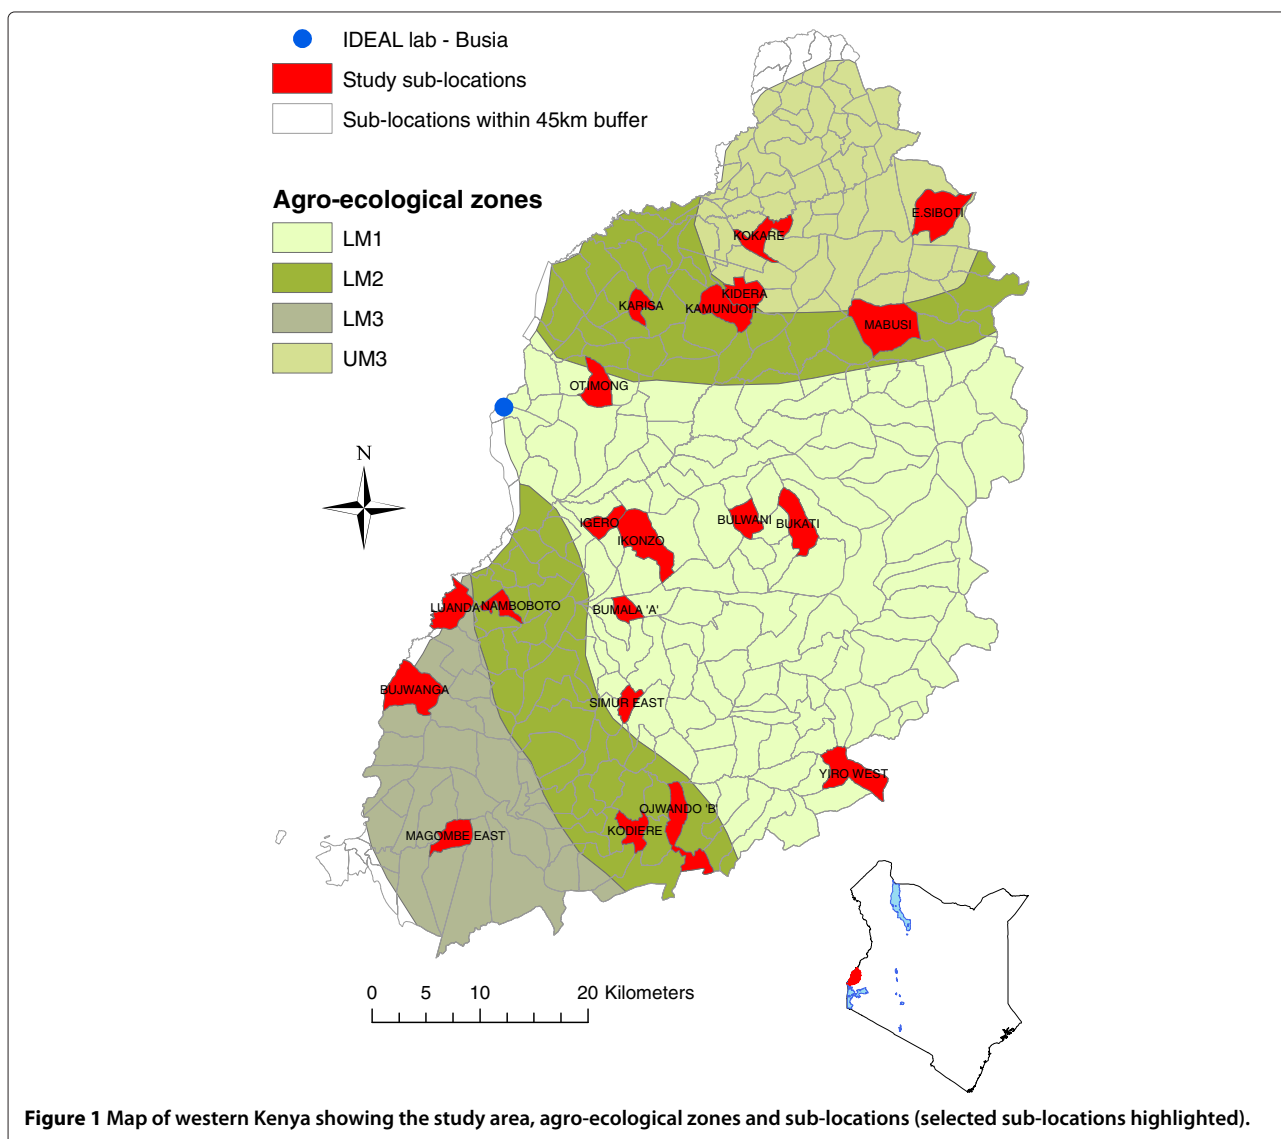 IDEAL lab - Busia
Study sub-locations
Sub-locations within 45km buffer
Agro-ecological zones
LM1
LM2
LM3
UM3
E.SIBOTI
KOKARE
KIDERA
KARISA
KAMUNUOIT
MABUSI
OTIMONG
N
IGERO
BULWANI
BUKATI
IKONZO
LUANDA
NAMBOBOTO
BUMALA 'A'
BUJWANGA
SIMUR EAST
YIRO WEST
OJWANDO 'B'
KODIERE
MAGOMBE EAST
0 5 10 20 Kilometers
Figure 1 Map of western Kenya showing the study area, agro-ecological zones and sub-locations (selected sub-locations highlighted).